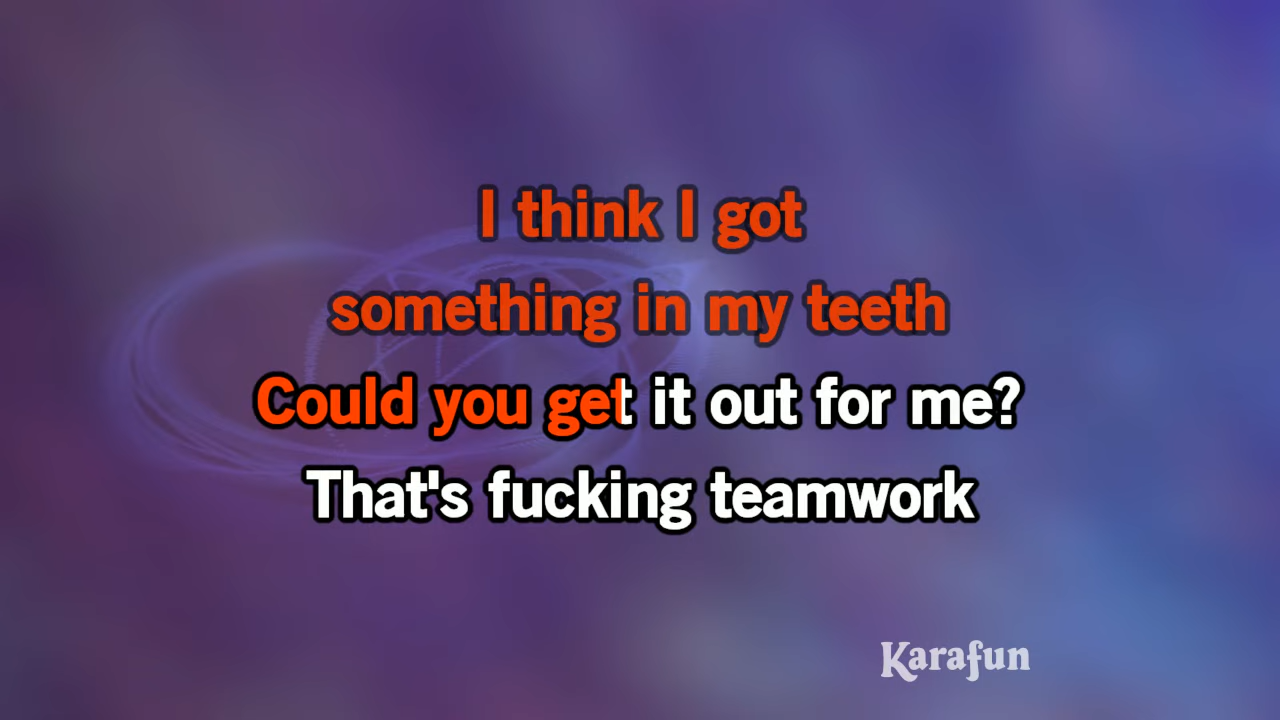 I think I got
something in my teeth
Could you get it out for me?
That's fucking teamwork
Karafun